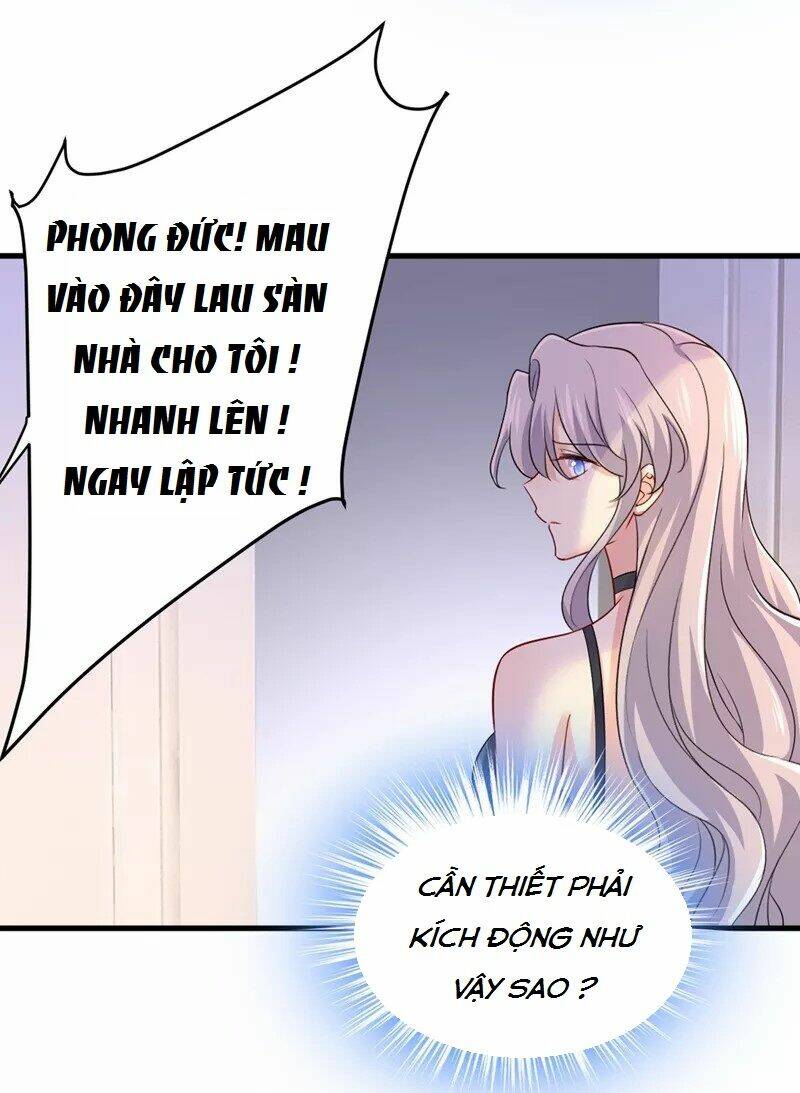 PHONG ĐỨC! MAU
VÀO ĐÂY LAU SÀN
NHÀ CHO TÔI !
NHANH LÊN !
NGAY LẬP TỨC !
CẦN THIẾT PHẢI
KÍCH ĐỘNG NHƯ
VẬY SAO ?